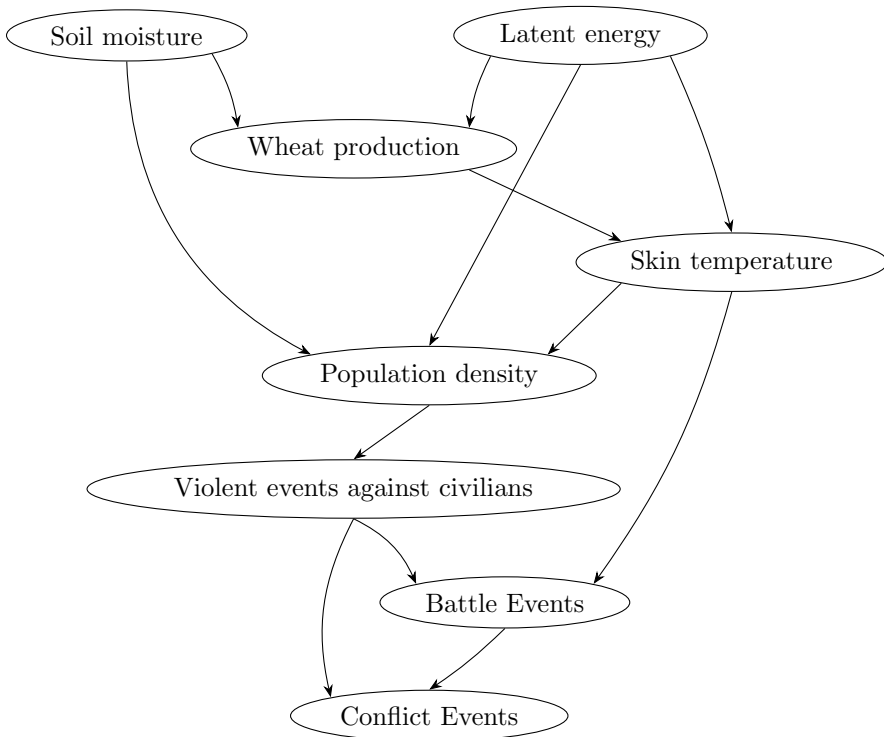 Soil moisture
Latent energy
Wheat production
Skin temperature
Population density
Violent events against civilians
Battle Events
Conflict Events